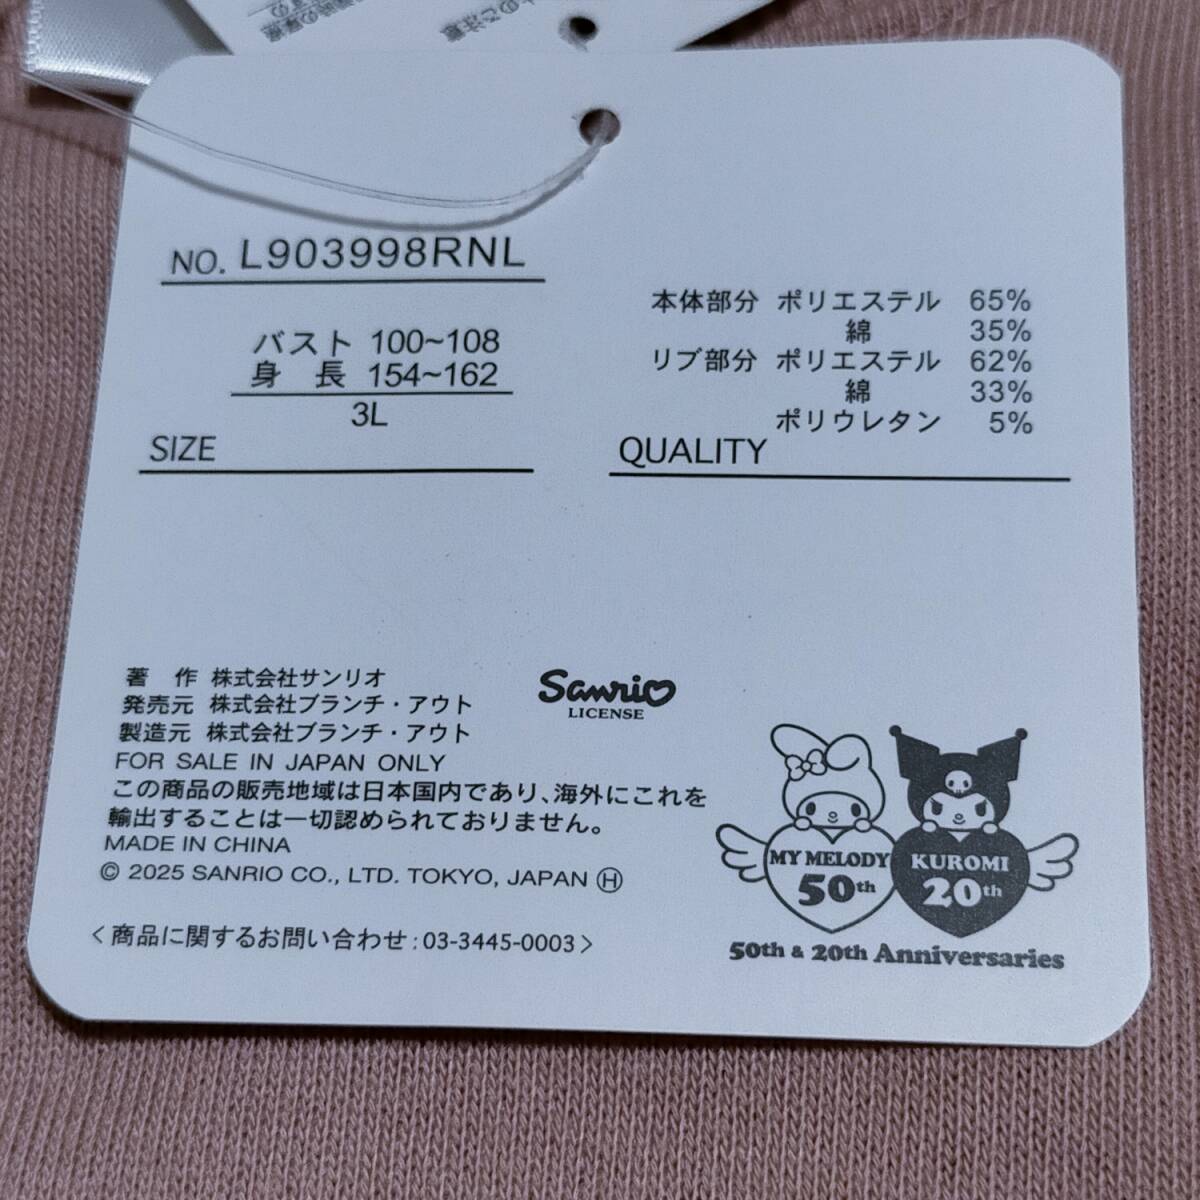 のご注意
NO. L903998RNL
バスト 100~108
身 長 154~162
3L
SIZE
本体部分 ポリエステル 65%
綿 35%
リブ部分 ポリエステル 62%
綿 33%
ポリウレタン 5%
QUALITY
著 作 株式会社サンリオ
発売元 株式会社ブランチ・アウト
製造元 株式会社ブランチ・アウト
FOR SALE IN JAPAN ONLY
この商品の販売地域は日本国内であり、海外にこれを
輸出することは一切認められておりません。
MADE IN CHINA
© 2025 SANRIO CO., LTD. TOKYO, JAPAN Ⓗ
<商品に関するお問い合わせ:03-3445-0003>
Sanrio
LICENSE
MY MELODY
50th
KUROMI
20th
50th & 20th Anniversaries